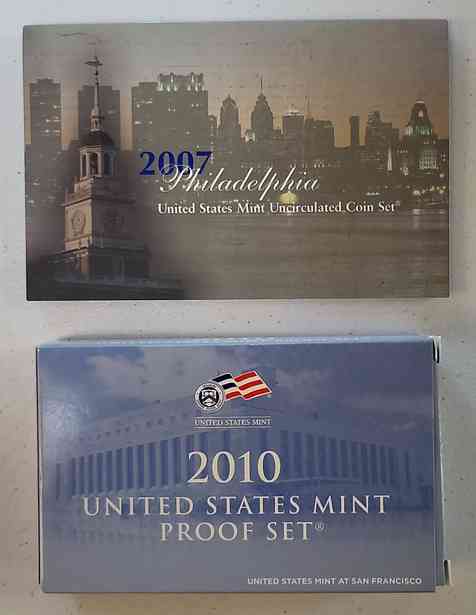 2007
Philadelphia
United States Mint Uncirculated Coin Set®
UNITED STATES MINT
2010
UNITED STATES MINT
PROOF SET®
UNITED STATES MINT AT SAN FRANCISCO